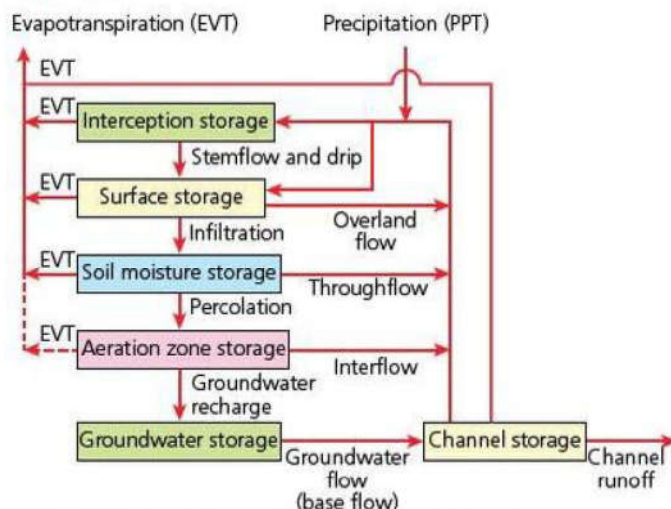 Evapotranspiration (EVT)
Precipitation (PPT)
EVT
EVT
Interception storage
Stemflow and drip
EVT
Surface storage
Infiltration
Overland
flow
EVT
Soil moisture storage
Throughflow
Percolation
EVT
Aeration zone storage
Interflow
Groundwater
recharge
Groundwater storage
Groundwater
flow
(base flow)
Channel storage
Channel
runoff